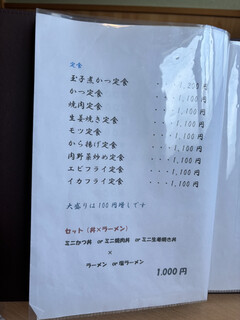 定食
玉子煮かつ定食 ・・・1,200円
かつ定食 ・・・1,100円
焼肉定食 ・・・1,100円
生姜焼き定食 ・・・1,100円
モツ定食 ・・・1,100円
から揚げ定食 ・・・1,100円
肉野菜炒め定食 ・・・1,100円
エビフライ定食 ・・・1,100円
イカフライ定食 ・・・1,100円
大盛りは100円増しです
セット（丼×ラーメン）
ミニかつ丼 or ミニ焼肉丼 or ミニ生姜焼き丼
×
ラーメン or 塩ラーメン
1.000円